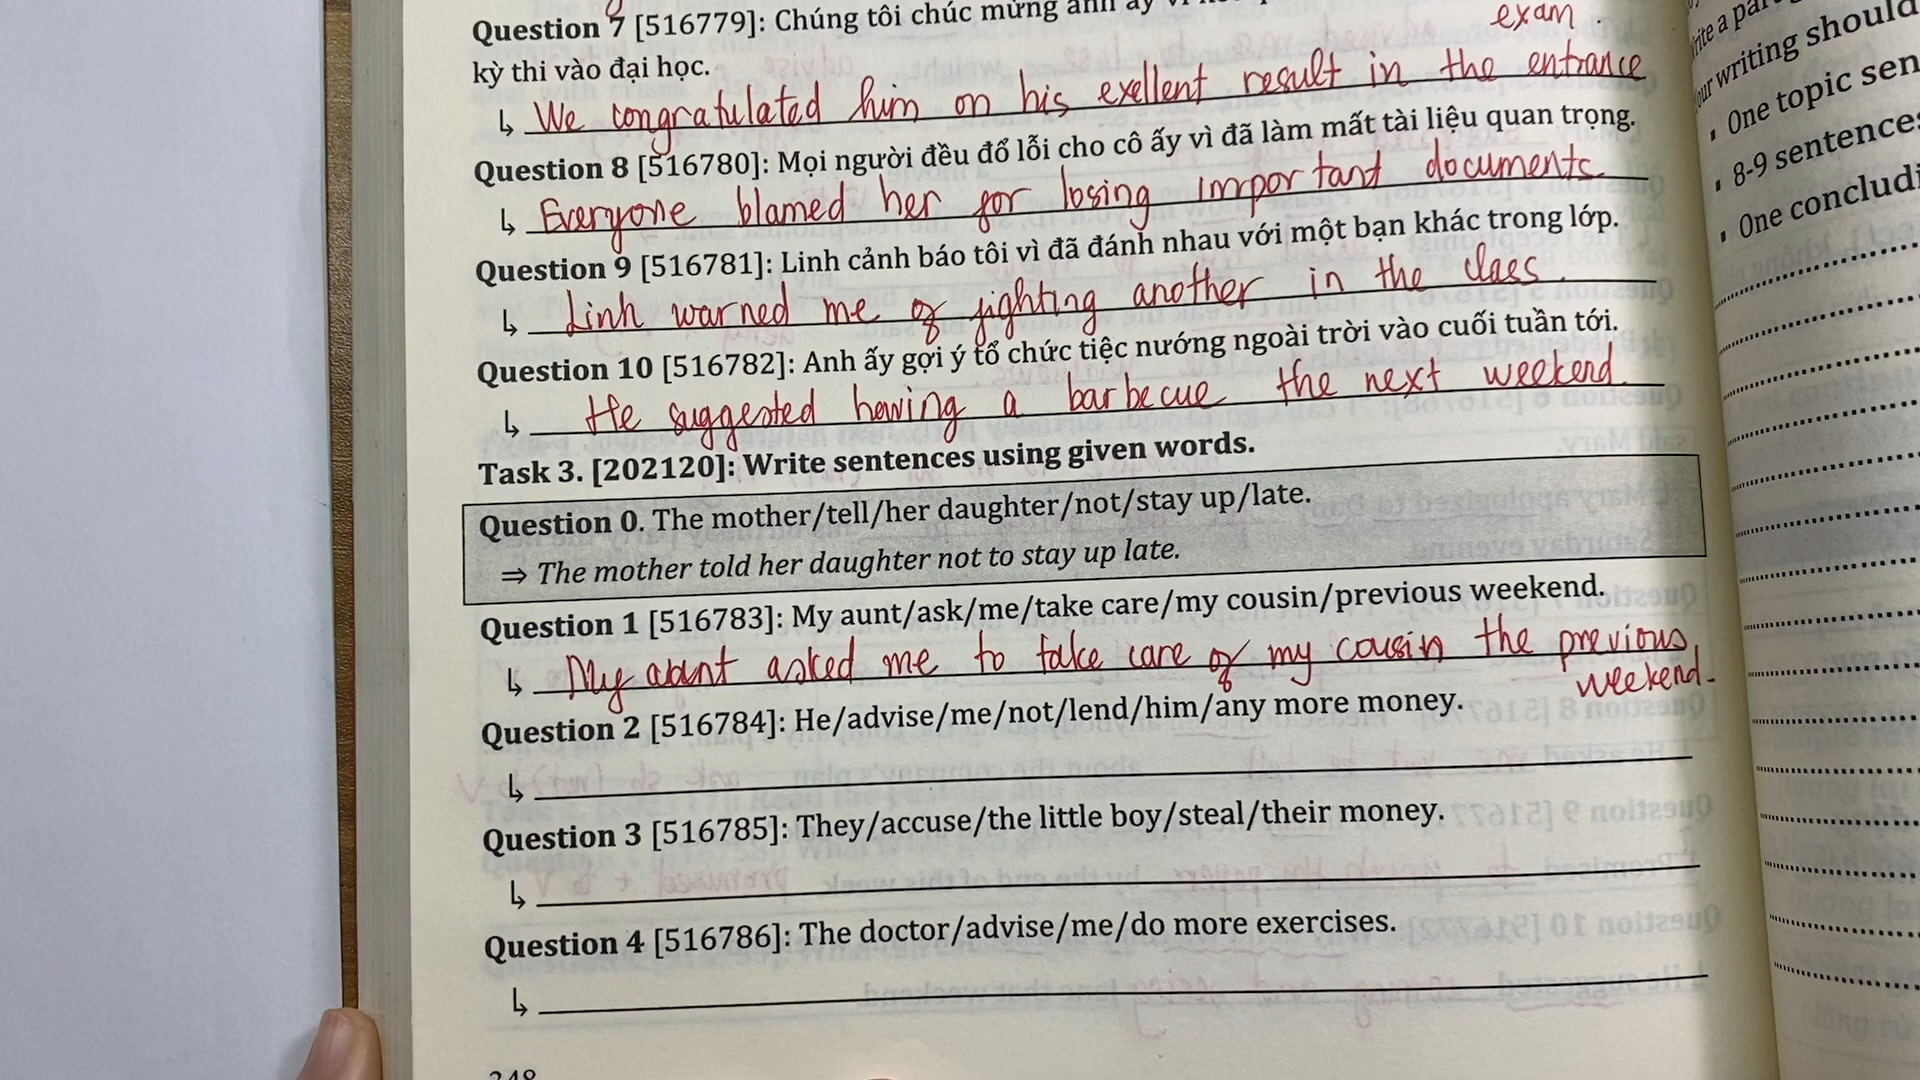 Question 7 [516779]: Chúng tôi chúc mừng anh ấy vì
exam.
kỳ thi vào đại học.
↳ We congratulated him on his exellent result in the entrance
Question 8 [516780]: Mọi người đều đổ lỗi cho cô ấy vì đã làm mất tài liệu quan trọng.
↳ Everyone blamed her for losing important documents
Question 9 [516781]: Linh cảnh báo tôi vì đã đánh nhau với một bạn khác trong lớp.
↳ Linh warned me of fighting another in the class.
Question 10 [516782]: Anh ấy gợi ý tổ chức tiệc nướng ngoài trời vào cuối tuần tới.
↳ He suggested having a barbecue the next weekend.
Task 3. [202120]: Write sentences using given words.
Question 0. The mother/tell/her daughter/not/stay up/late.
⇒ The mother told her daughter not to stay up late.
Question 1 [516783]: My aunt/ask/me/take care/my cousin/previous weekend.
↳ My aunt asked me to take care of my cousin the previous
weekend.
Question 2 [516784]: He/advise/me/not/lend/him/any more money.
↳
Question 3 [516785]: They/accuse/the little boy/steal/their money.
↳
Question 4 [516786]: The doctor/advise/me/do more exercises.
↳
248
writing should
One topic sen
8-9 sentences
One concludi